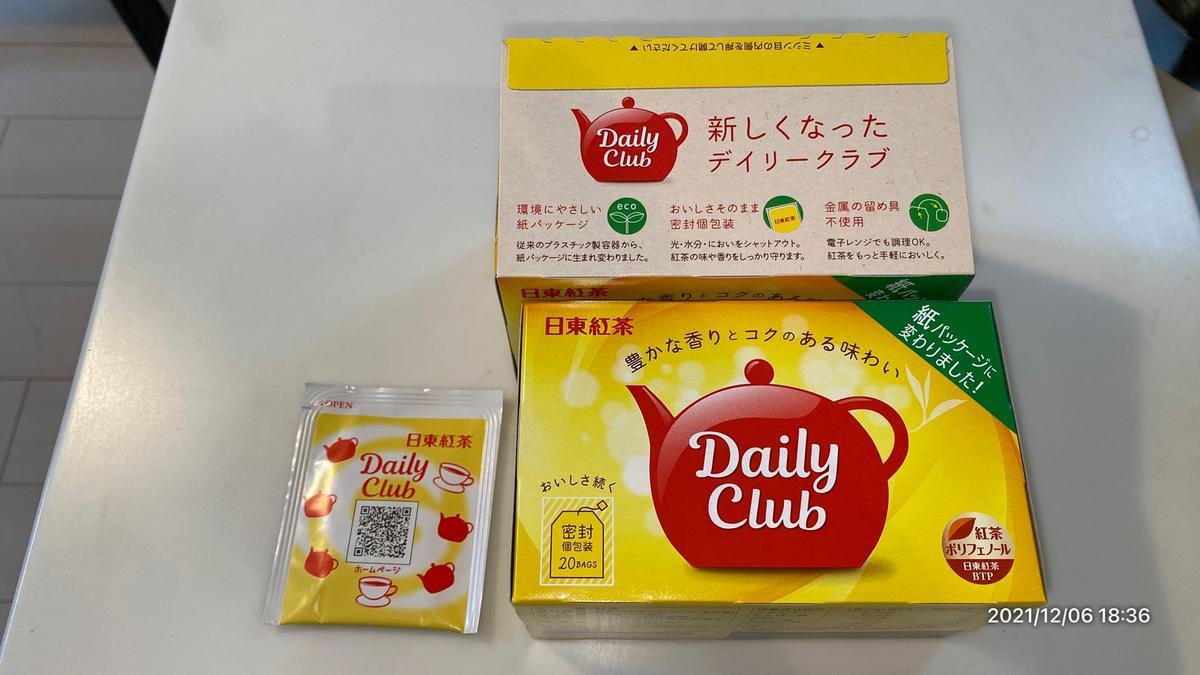 ▼ ミシン目の内側を押して開けてください ▼
Daily
Club
新しくなった
デイリークラブ
環境にやさしい
紙パッケージ
eco
従来のプラスチック製容器から、
紙パッケージに生まれ変わりました。
おいしさそのまま
密封個包装
日東紅茶
光・水分・においをシャットアウト。
紅茶の味や香りをしっかり守ります。
金属の留め具
不使用
電子レンジでも調理OK。
紅茶をもっと手軽においしく。
日東紅茶
日東紅茶
豊かな香りとコクのある味わい
紙パッケージに
変わりました!
Daily
Club
おいしさ続く
密封
個包装
20BAGS
紅茶
ポリフェノール
日東紅茶
BTP
OPEN
日東紅茶
Daily
Club
ホームページ
2021/12/06 18:36